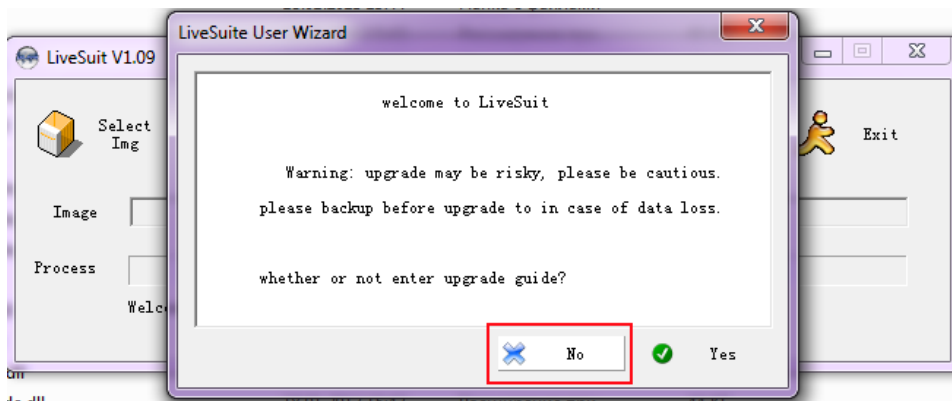 LiveSuite User Wizard
LiveSuit V1.09
welcome to LiveSuit
Select
Img
Exit
Warning: upgrade may be risky, please be cautious.
Image
please backup before upgrade to in case of data loss.
Process
whether or not enter upgrade guide?
No
Yes